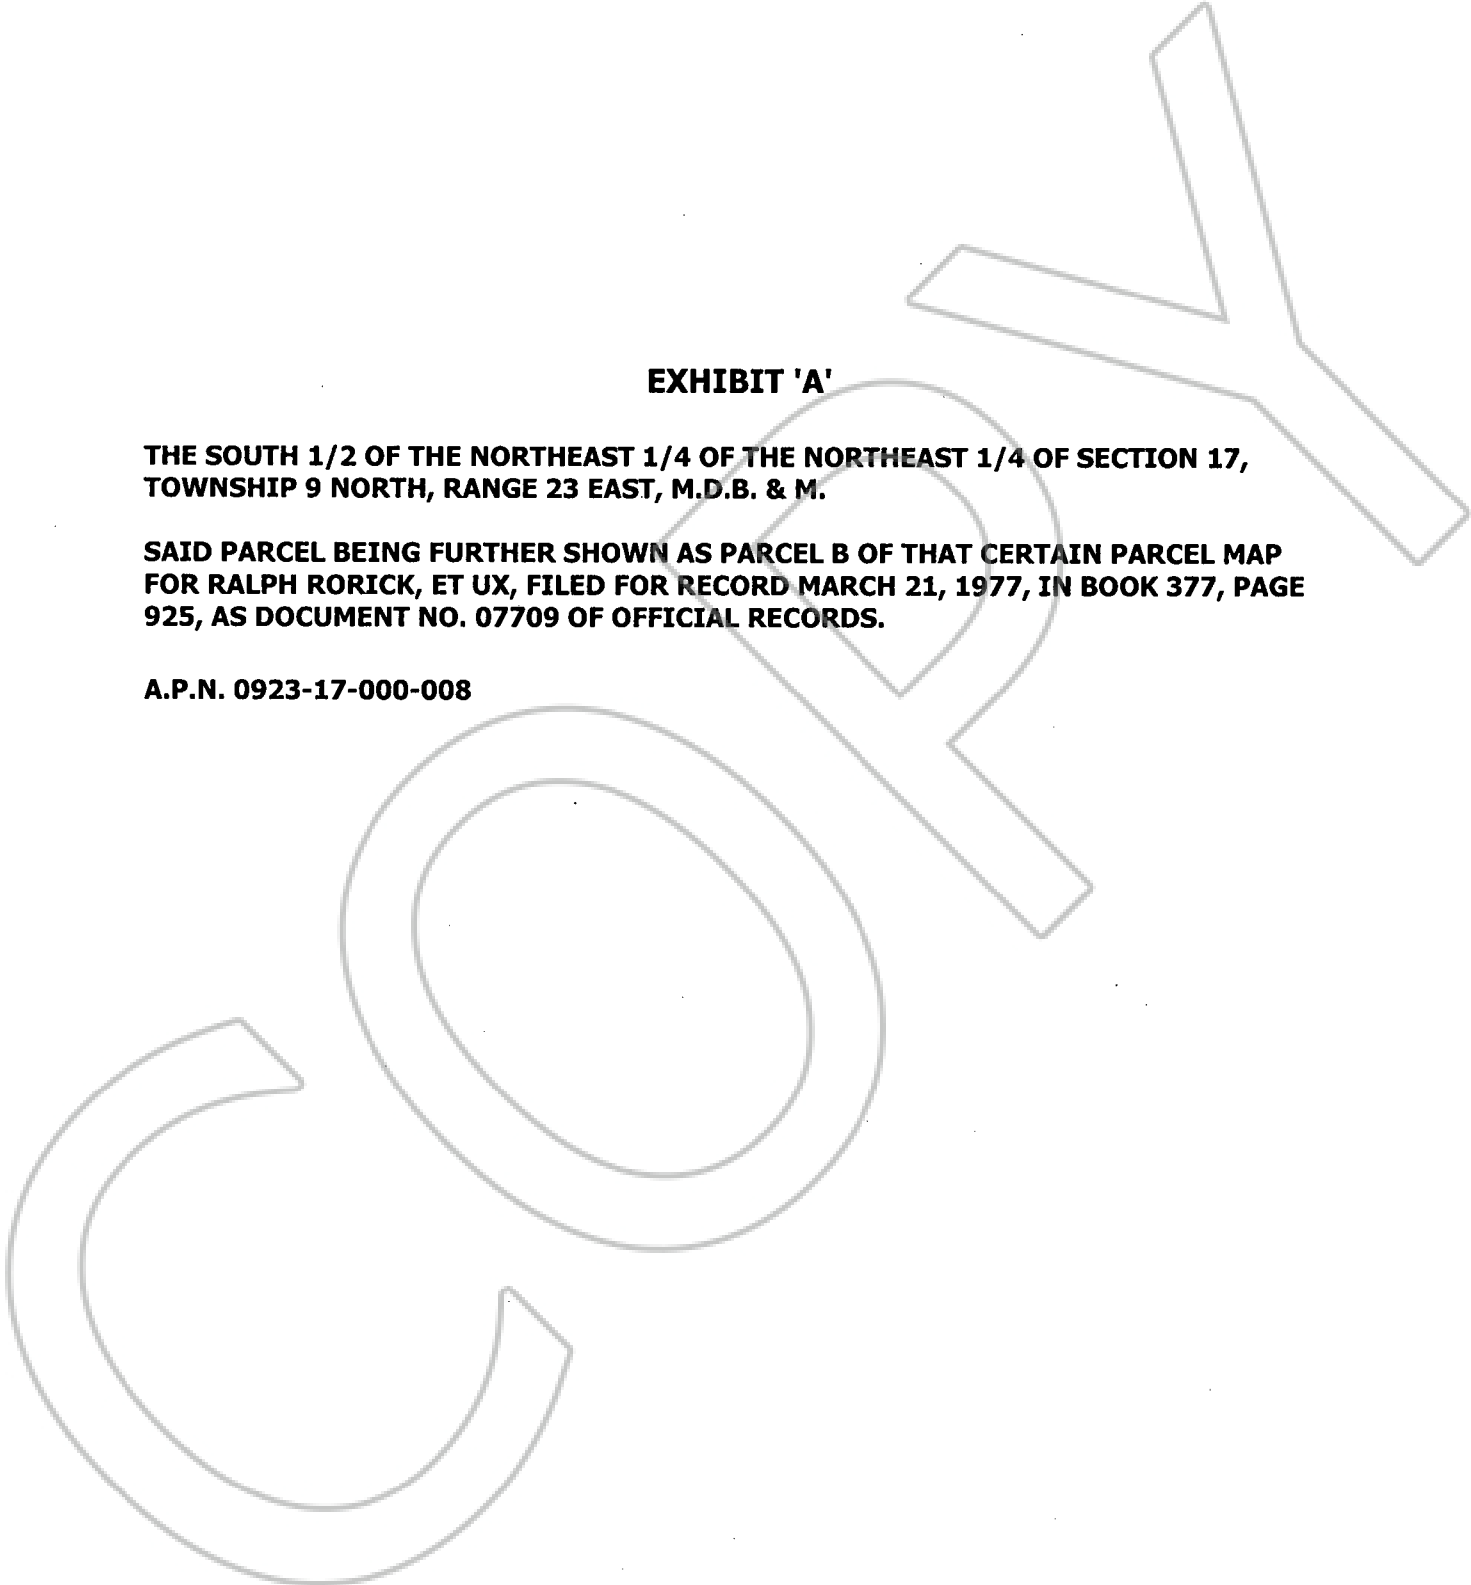 EXHIBIT 'A'
THE SOUTH 1/2 OF THE NORTHEAST 1/4 OF THE NORTHEAST 1/4 OF SECTION 17,
TOWNSHIP 9 NORTH, RANGE 23 EAST, M.D.B. & M.
SAID PARCEL BEING FURTHER SHOWN AS PARCEL B OF THAT CERTAIN PARCEL MAP
FOR RALPH RORICK, ET UX, FILED FOR RECORD MARCH 21, 1977, IN BOOK 377, PAGE
925, AS DOCUMENT NO. 07709 OF OFFICIAL RECORDS.
A.P.N. 0923-17-000-008
COPY